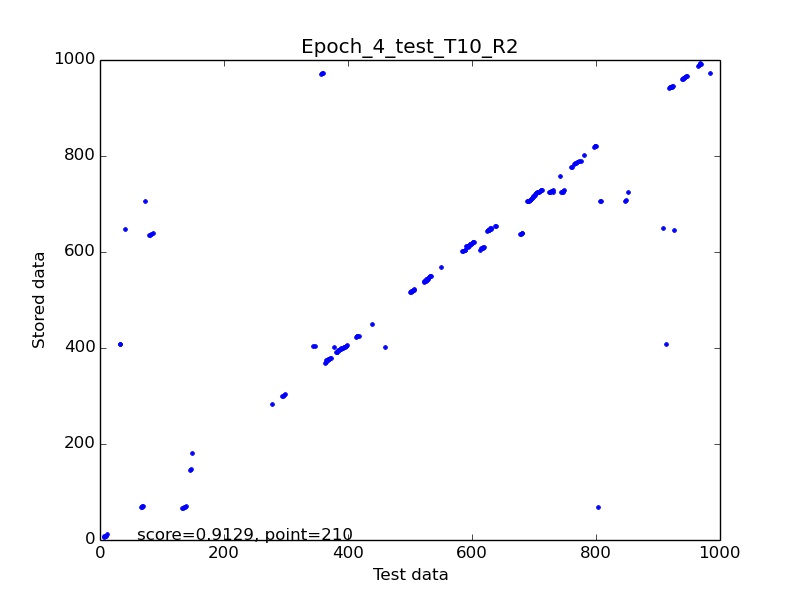 Epoch_4_test_T10_R2
1000
800
600
400
200
0
Stored data
score=0.9129, point=210
0 200 400 600 800 1000
Test data